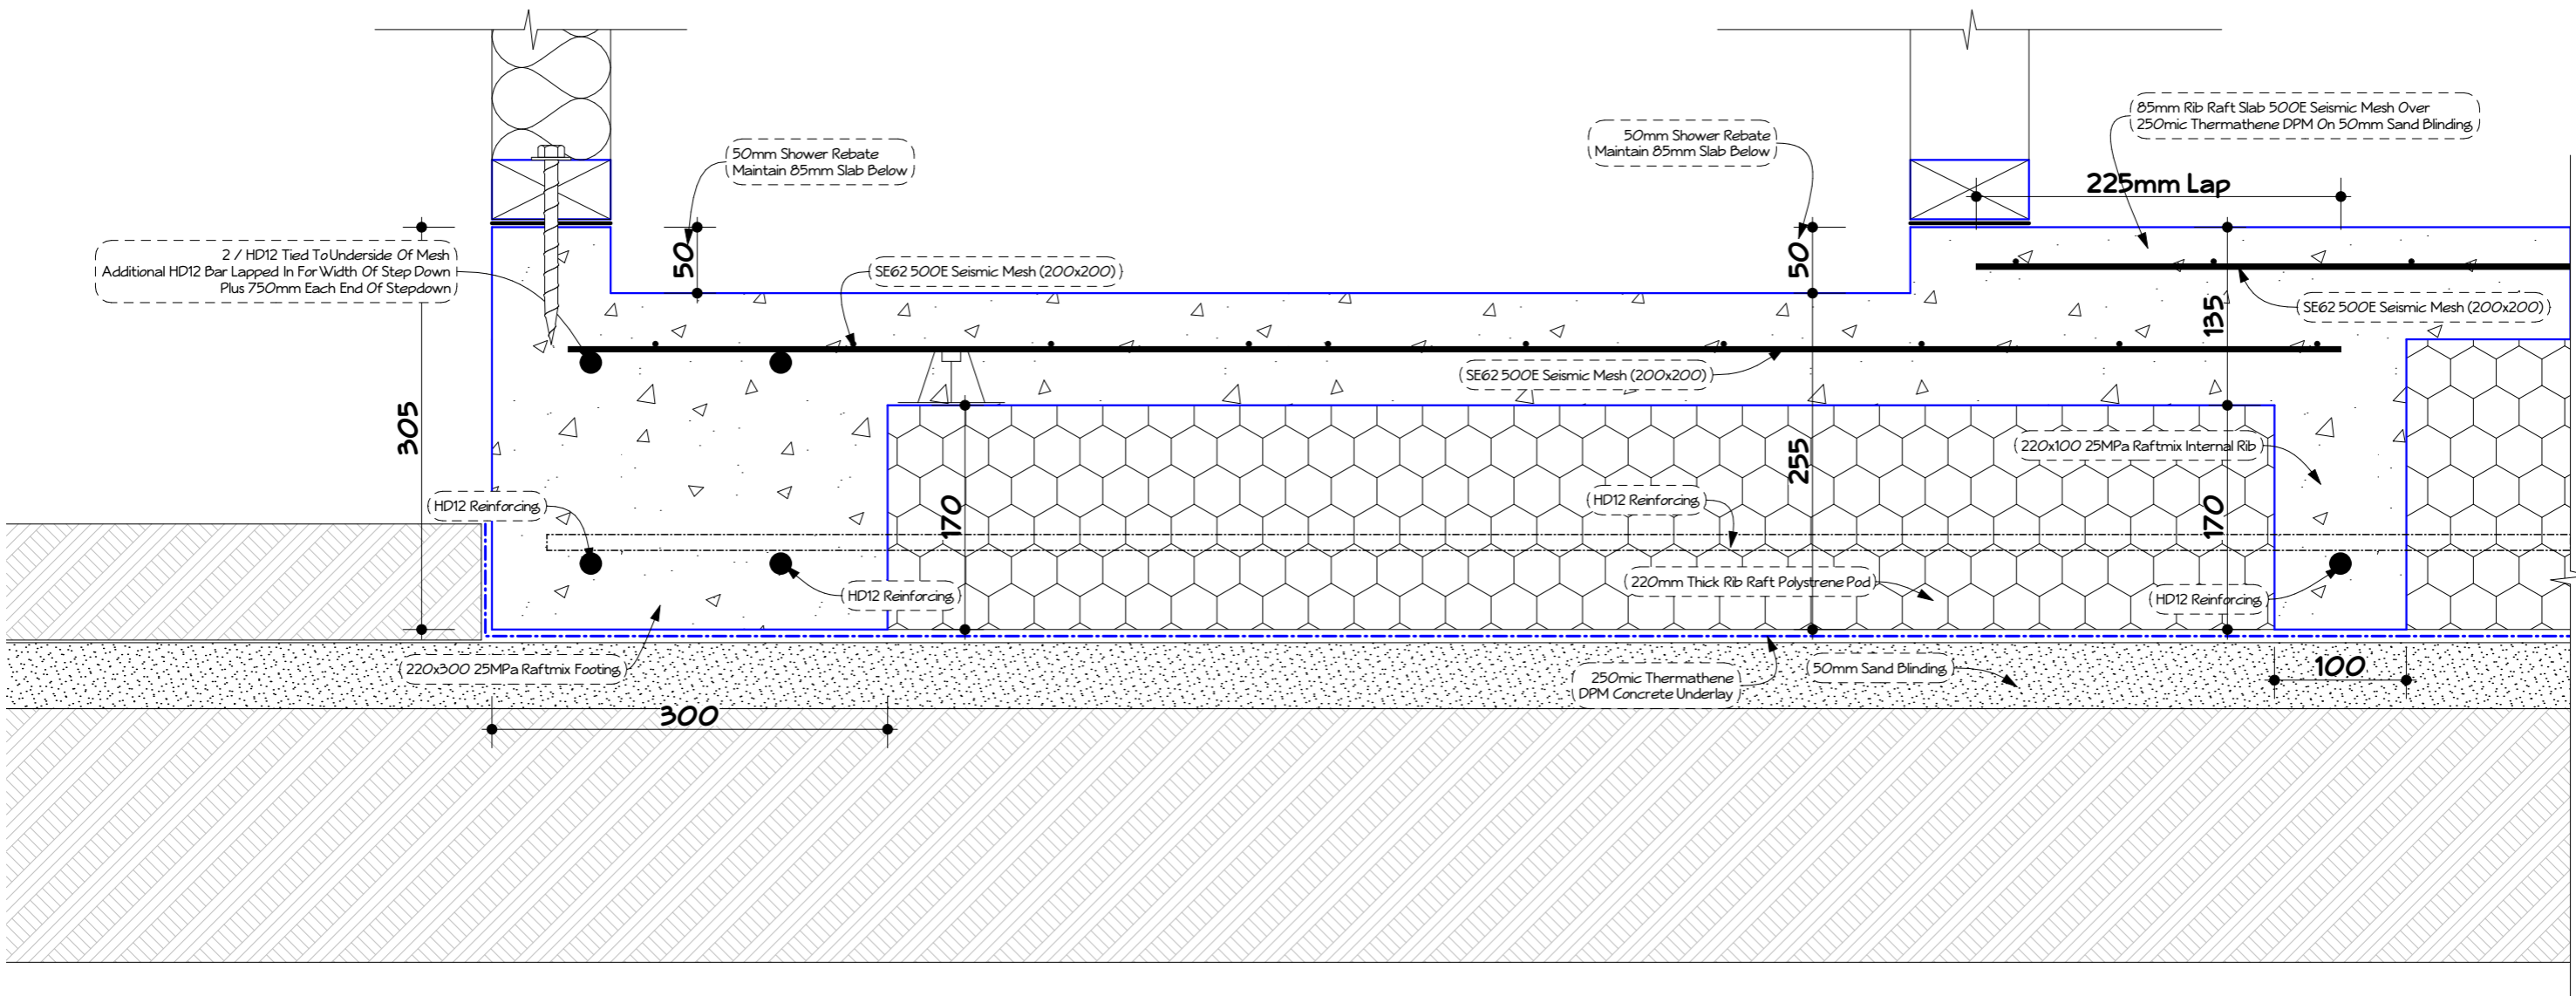 85mm Rib Raft Slab 500E Seismic Mesh Over
250mic Thermathene DPM On 50mm Sand Blinding
50mm Shower Rebate
Maintain 85mm Slab Below
50mm Shower Rebate
Maintain 85mm Slab Below
225mm Lap
2 / HD12 Tied To Underside Of Mesh
Additional HD12 Bar Lapped In For Width Of Step Down
Plus 750mm Each End Of Stepdown
50
50
SE62 500E Seismic Mesh (200x200)
SE62 500E Seismic Mesh (200x200)
135
SE62 500E Seismic Mesh (200x200)
305
220x100 25MPa Raftmix Internal Rib
255
HD12 Reinforcing
HD12 Reinforcing
170
170
220mm Thick Rib Raft Polystrene Pod
HD12 Reinforcing
HD12 Reinforcing
220x300 25MPa Raftmix Footing
250mic Thermathene
DPM Concrete Underlay
50mm Sand Blinding
100
300